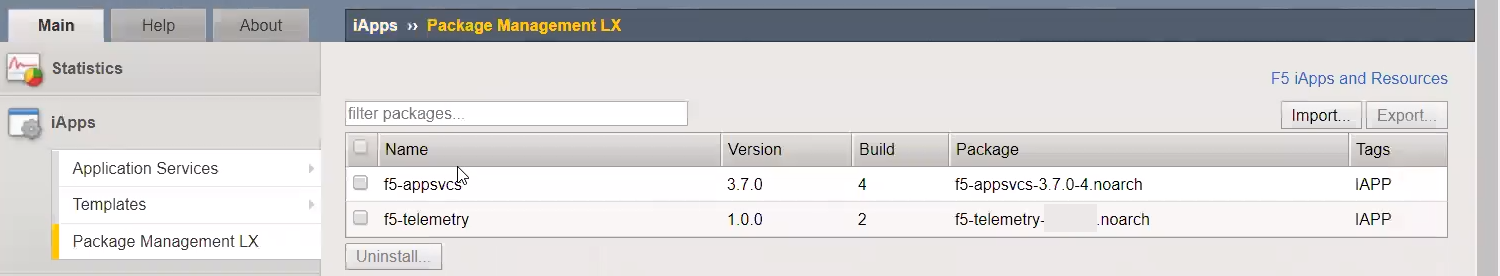 Main Help About iApps ›› Package Management LX
Statistics
F5 iApps and Resources
iApps
filter packages...
Import... Export...
Name Version Build Package Tags
Application Services
f5-appsvcs 3.7.0 4 f5-appsvcs-3.7.0-4.noarch IAPP
Templates
f5-telemetry 1.0.0 2 f5-telemetry- .noarch IAPP
Package Management LX
Uninstall...